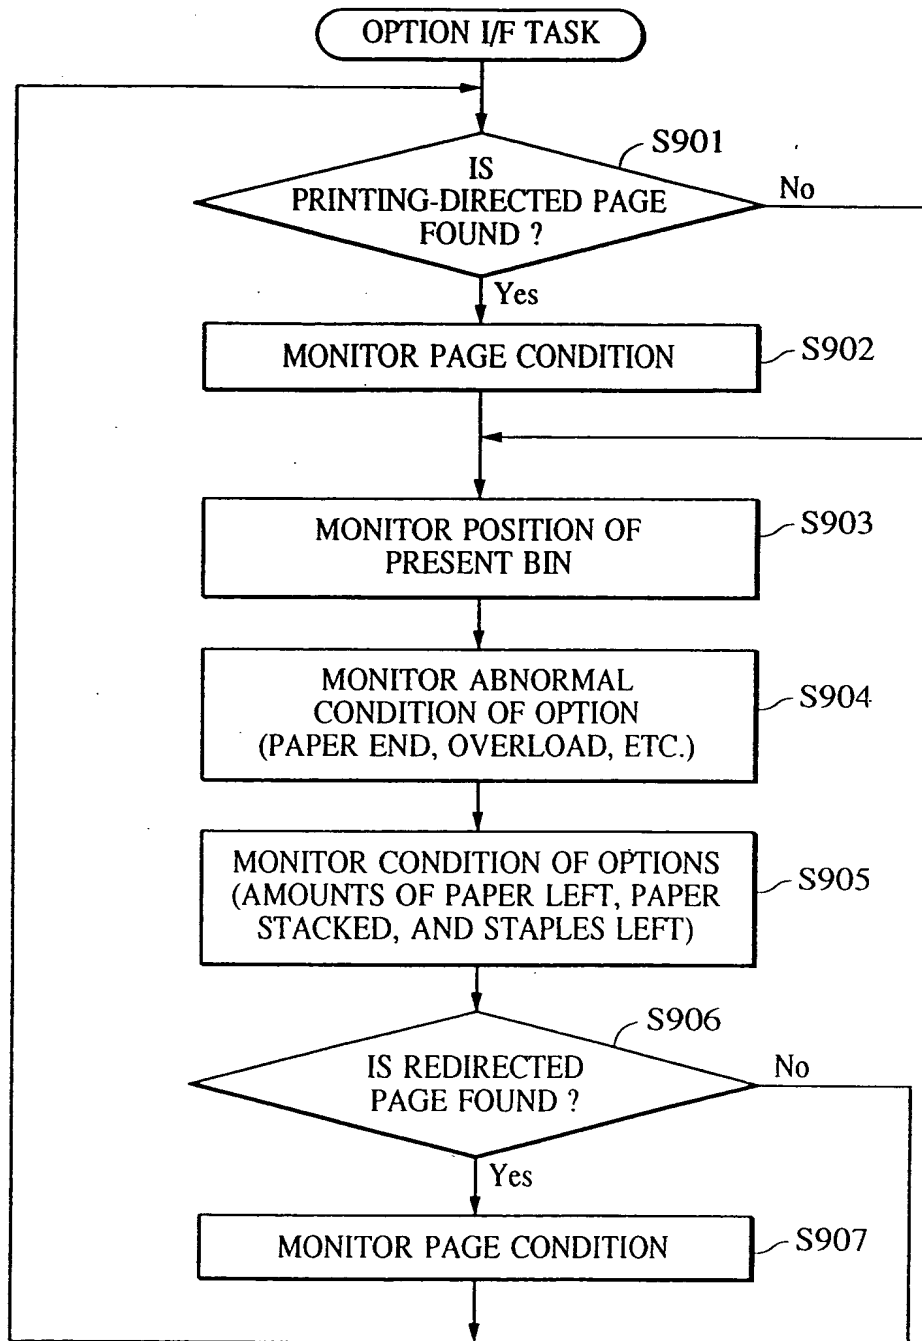 OPTION I/F TASK
S901
IS
PRINTING-DIRECTED PAGE
FOUND ?
No
Yes
MONITOR PAGE CONDITION
S902
MONITOR POSITION OF
PRESENT BIN
S903
MONITOR ABNORMAL
CONDITION OF OPTION
(PAPER END, OVERLOAD, ETC.)
S904
MONITOR CONDITION OF OPTIONS
(AMOUNTS OF PAPER LEFT, PAPER
STACKED, AND STAPLES LEFT)
S905
S906
IS REDIRECTED
PAGE FOUND ?
No
Yes
MONITOR PAGE CONDITION
S907